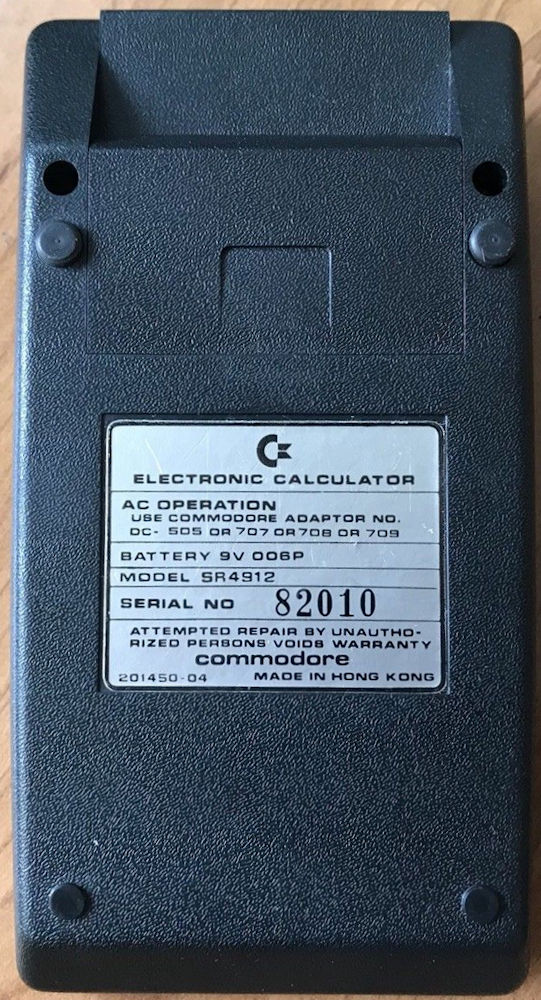 ELECTRONIC CALCULATOR
AC OPERATION
USE COMMODORE ADAPTOR NO.
DC- 505 OR 707 OR 708 OR 709
BATTERY 9V 006P
MODEL SR4912
SERIAL NO 82010
ATTEMPTED REPAIR BY UNAUTHO-
RIZED PERSONS VOIDS WARRANTY
commodore
201450-04 MADE IN HONG KONG